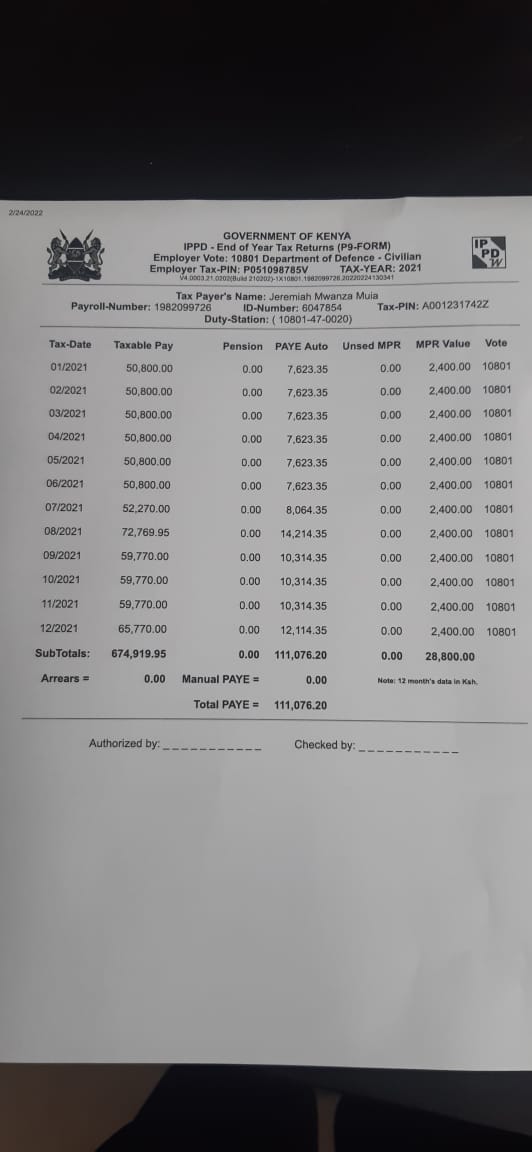 2/24/2022
GOVERNMENT OF KENYA
IPPD - End of Year Tax Returns (P9-FORM)
Employer Vote: 10801 Department of Defence - Civilian
Employer Tax-PIN: P051098785V TAX-YEAR: 2021
V4.0003.21.0202(Build 210202)-1X10801.1982099726.20220224130341
IP
PD
W
Tax Payer's Name: Jeremiah Mwanza Muia
Payroll-Number: 1982099726 ID-Number: 6047854 Tax-PIN: A001231742Z
Duty-Station: ( 10801-47-0020)
Tax-Date Taxable Pay Pension PAYE Auto Unsed MPR MPR Value Vote
01/2021 50,800.00 0.00 7,623.35 0.00 2,400.00 10801
02/2021 50,800.00 0.00 7,623.35 0.00 2,400.00 10801
03/2021 50,800.00 0.00 7,623.35 0.00 2,400.00 10801
04/2021 50,800.00 0.00 7,623.35 0.00 2,400.00 10801
05/2021 50,800.00 0.00 7,623.35 0.00 2,400.00 10801
06/2021 50,800.00 0.00 7,623.35 0.00 2,400.00 10801
07/2021 52,270.00 0.00 8,064.35 0.00 2,400.00 10801
08/2021 72,769.95 0.00 14,214.35 0.00 2,400.00 10801
09/2021 59,770.00 0.00 10,314.35 0.00 2,400.00 10801
10/2021 59,770.00 0.00 10,314.35 0.00 2,400.00 10801
11/2021 59,770.00 0.00 10,314.35 0.00 2,400.00 10801
12/2021 65,770.00 0.00 12,114.35 0.00 2,400.00 10801
SubTotals: 674,919.95 0.00 111,076.20 0.00 28,800.00
Arrears = 0.00 Manual PAYE = 0.00 Note: 12 month's data in Ksh.
Total PAYE = 111,076.20
Authorized by: ___________ Checked by: ___________